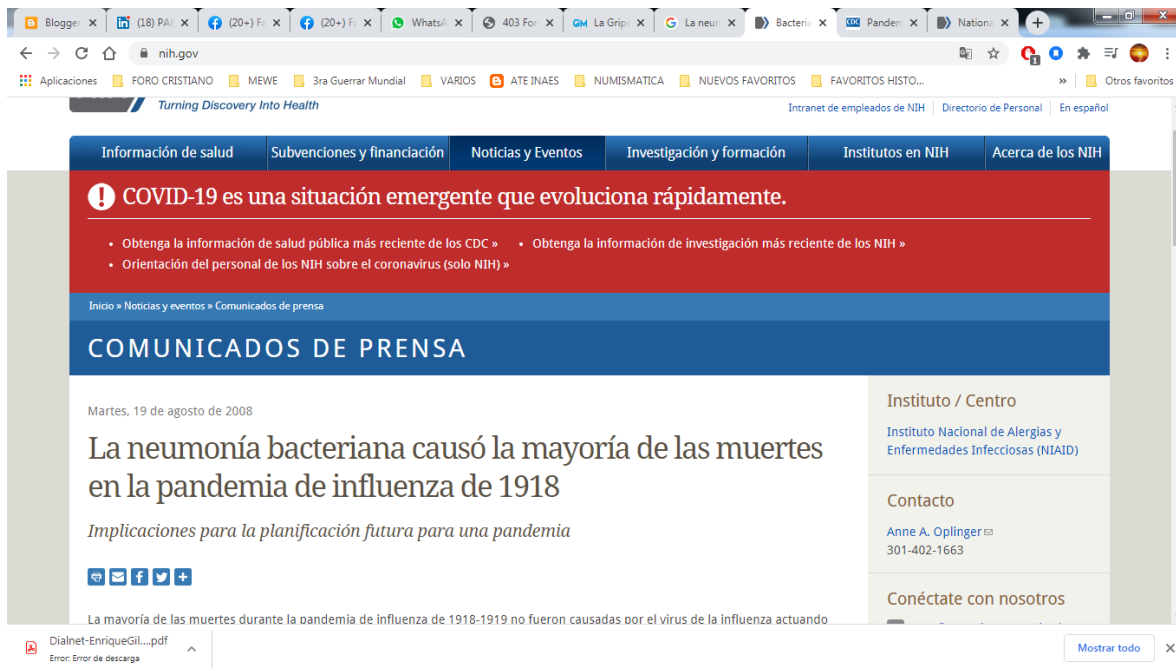 Blogger
(18) PAI
(20+) F
(20+) F
WhatsA
403 For
GM La Grip
La neum
Bacteria
CDC Pandem
Nationa
nih.gov
Aplicaciones FORO CRISTIANO MEWE 3ra Guerrar Mundial VARIOS ATE INAES NUMISMATICA NUEVOS FAVORITOS FAVORITOS HISTO... » Otros favoritos
Turning Discovery Into Health
Intranet de empleados de NIH Directorio de Personal En español
Información de salud Subvenciones y financiación Noticias y Eventos Investigación y formación Institutos en NIH Acerca de los NIH
COVID-19 es una situación emergente que evoluciona rápidamente.
• Obtenga la información de salud pública más reciente de los CDC » • Obtenga la información de investigación más reciente de los NIH »
• Orientación del personal de los NIH sobre el coronavirus (solo NIH) »
Inicio » Noticias y eventos » Comunicados de prensa
COMUNICADOS DE PRENSA
Martes, 19 de agosto de 2008
La neumonía bacteriana causó la mayoría de las muertes
en la pandemia de influenza de 1918
Implicaciones para la planificación futura para una pandemia
La mayoría de las muertes durante la pandemia de influenza de 1918-1919 no fueron causadas por el virus de la influenza actuando
Instituto / Centro
Instituto Nacional de Alergias y
Enfermedades Infecciosas (NIAID)
Contacto
Anne A. Oplinger
301-402-1663
Conéctate con nosotros
Dialnet-EnriqueGil....pdf
Error: Error de descarga
Mostrar todo